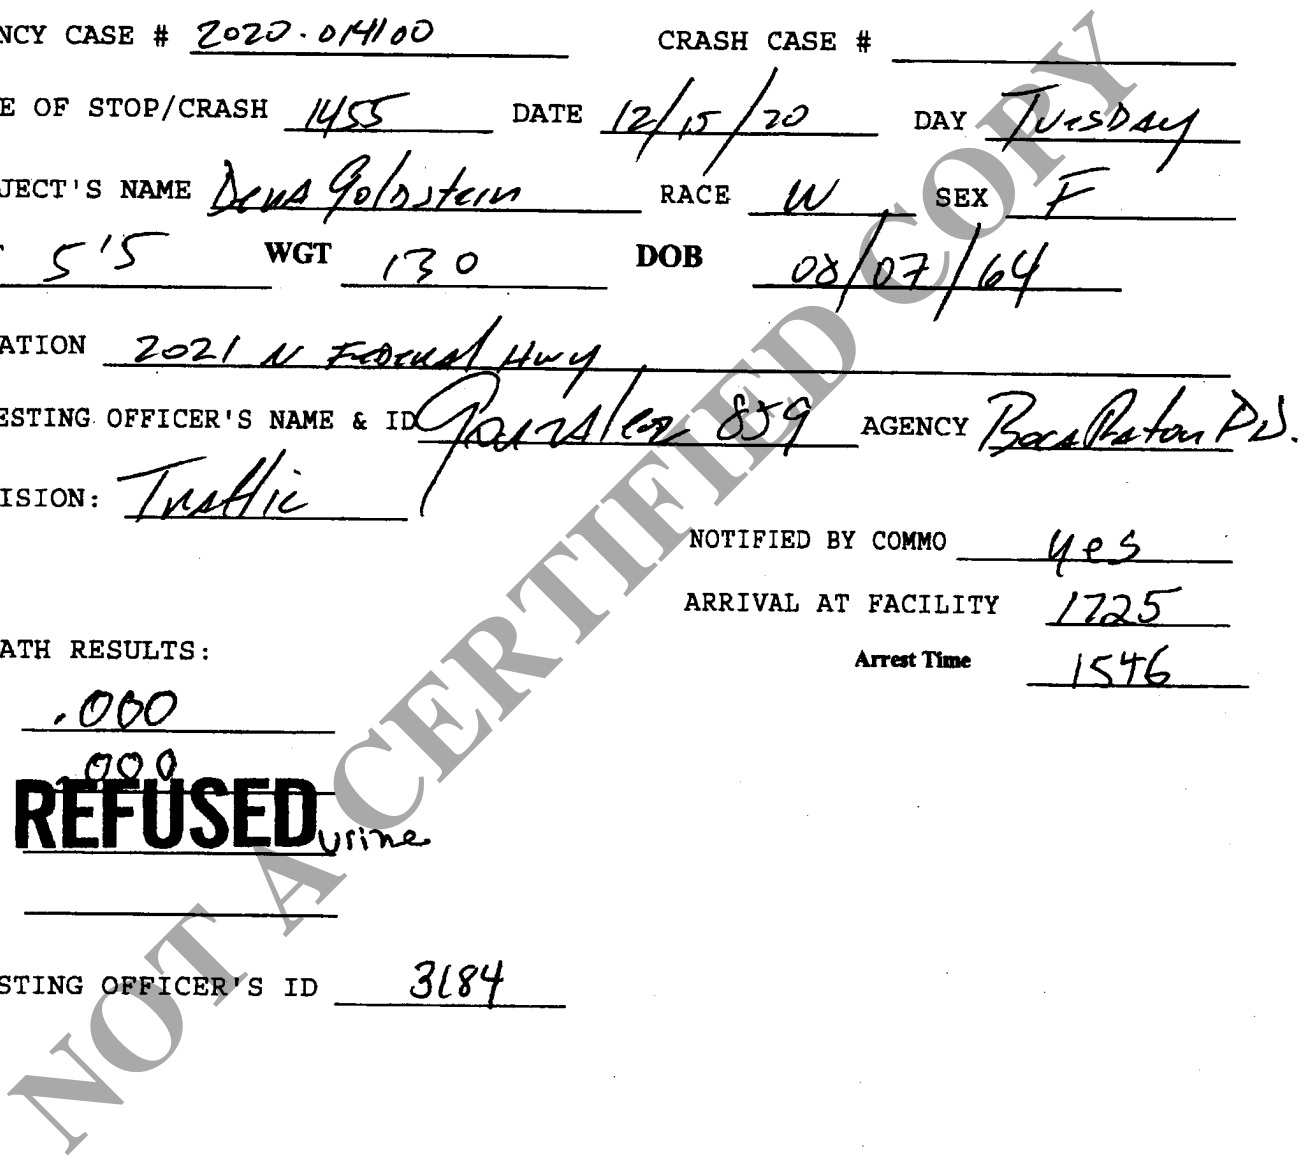 NCY CASE # 2020-014100 CRASH CASE #
E OF STOP/CRASH 1455 DATE 12/15/20 DAY Tuesday
JECT'S NAME Goldstein RACE W SEX F
5'5 WGT 130 DOB 08/07/64
ATION 2021 N Federal Hwy
ESTING OFFICER'S NAME & ID 859 AGENCY Boca Raton P.D.
ISION: Traffic
NOTIFIED BY COMMO yes
ARRIVAL AT FACILITY 1725
ATH RESULTS: Arrest Time 1546
.000
.000
REFUSED urine
STING OFFICER'S ID 3184
NOT A CERTIFIED COPY